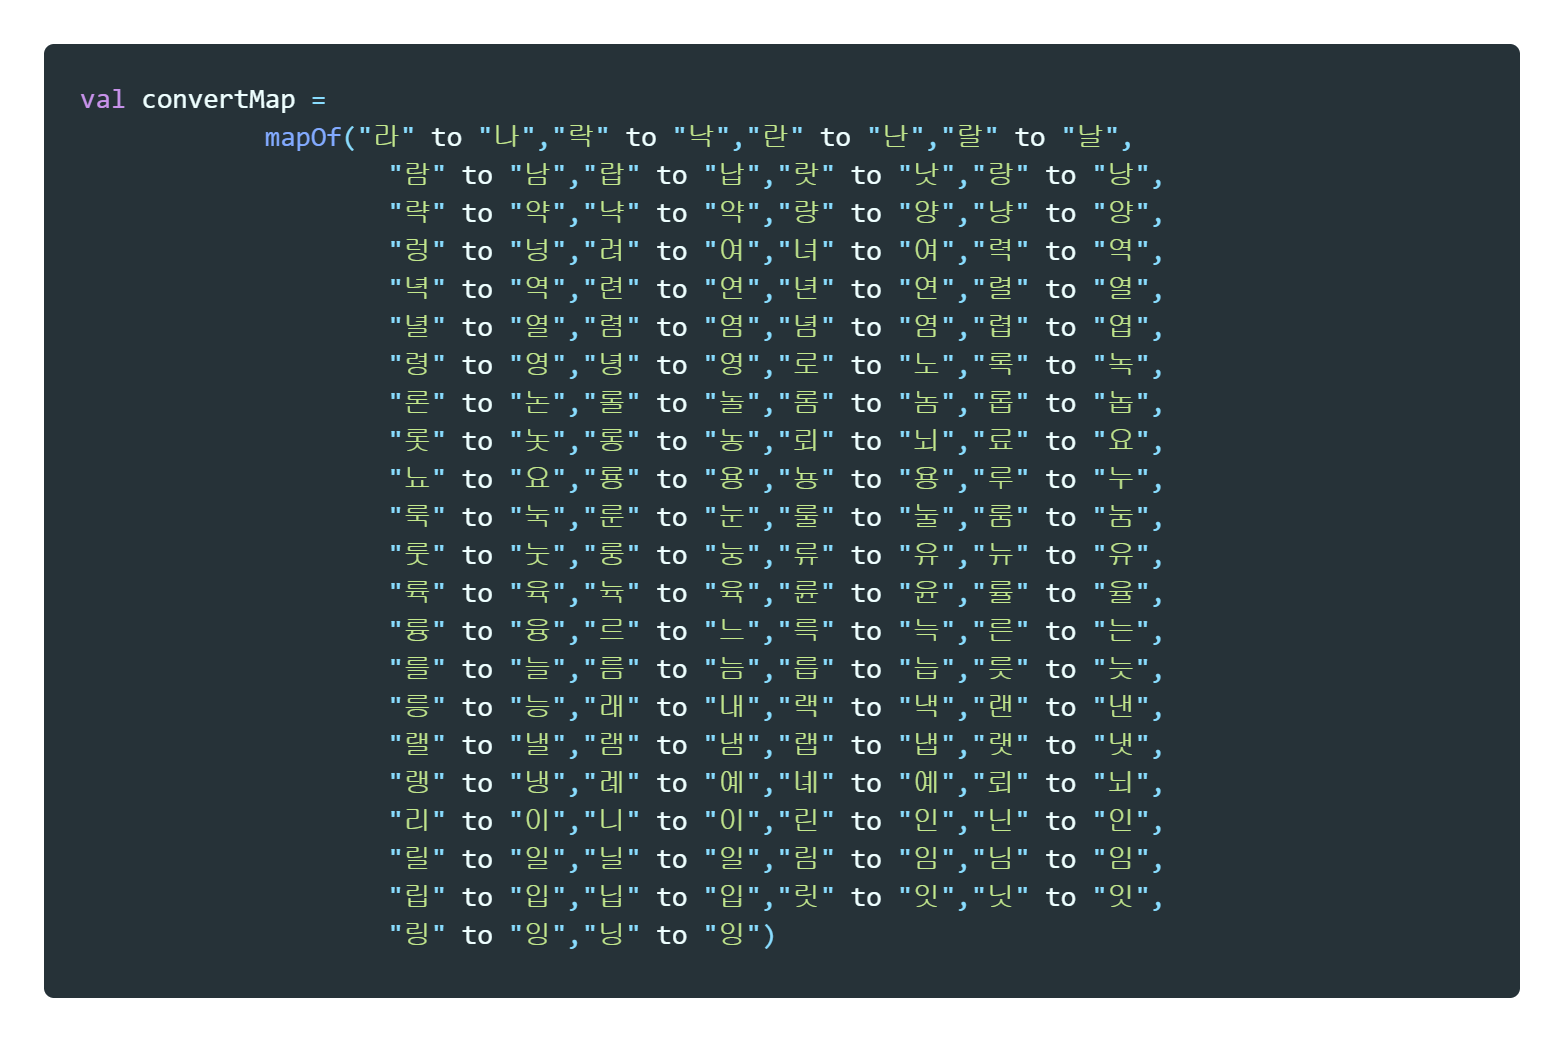 val convertMap =
mapOf("라" to "나","락" to "낙","란" to "난","랄" to "날",
"람" to "남","랍" to "납","랏" to "낫","랑" to "낭",
"략" to "약","냑" to "약","량" to "양","냥" to "양",
"렁" to "넝","려" to "여","녀" to "여","력" to "역",
"녁" to "역","련" to "연","년" to "연","렬" to "열",
"녈" to "열","렴" to "염","념" to "염","렵" to "엽",
"령" to "영","녕" to "영","로" to "노","록" to "녹",
"론" to "논","롤" to "놀","롬" to "놈","롭" to "놉",
"롯" to "놋","롱" to "농","뢰" to "뇌","료" to "요",
"뇨" to "요","룡" to "용","뇽" to "용","루" to "누",
"룩" to "눅","룬" to "눈","룰" to "눌","룸" to "눔",
"룻" to "눗","룽" to "눙","류" to "유","뉴" to "유",
"륙" to "육","뉵" to "육","륜" to "윤","률" to "율",
"륭" to "융","르" to "느","륵" to "늑","른" to "는",
"를" to "늘","름" to "늠","릅" to "늡","릇" to "늣",
"릉" to "능","래" to "내","랙" to "낵","랜" to "낸",
"랠" to "낼","램" to "냄","랩" to "냅","랫" to "냇",
"랭" to "냉","례" to "예","녜" to "예","뢰" to "뇌",
"리" to "이","니" to "이","린" to "인","닌" to "인",
"릴" to "일","닐" to "일","림" to "임","님" to "임",
"립" to "입","닙" to "입","릿" to "잇","닛" to "잇",
"링" to "잉","닝" to "잉")